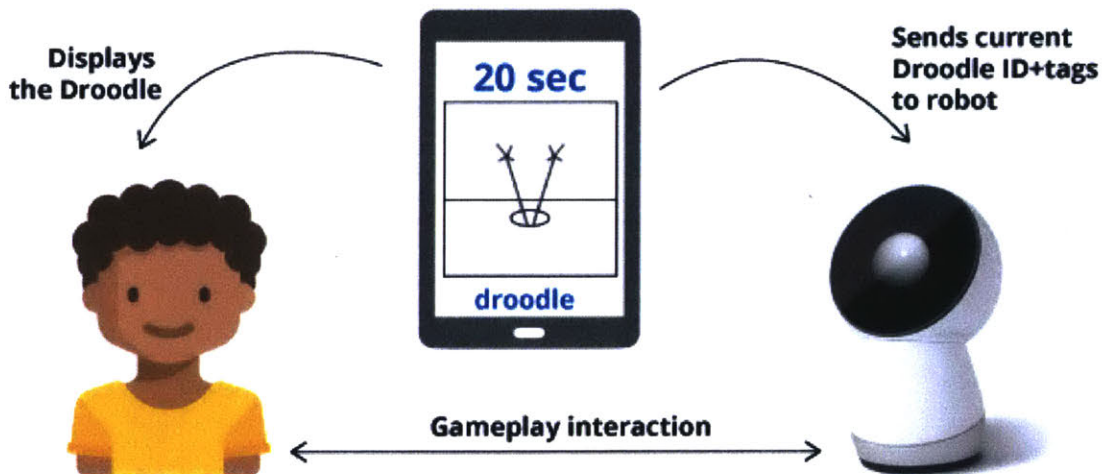 Displays
the Droodle
20 sec
droodle
Sends current
Droodle ID+tags
to robot
Gameplay interaction